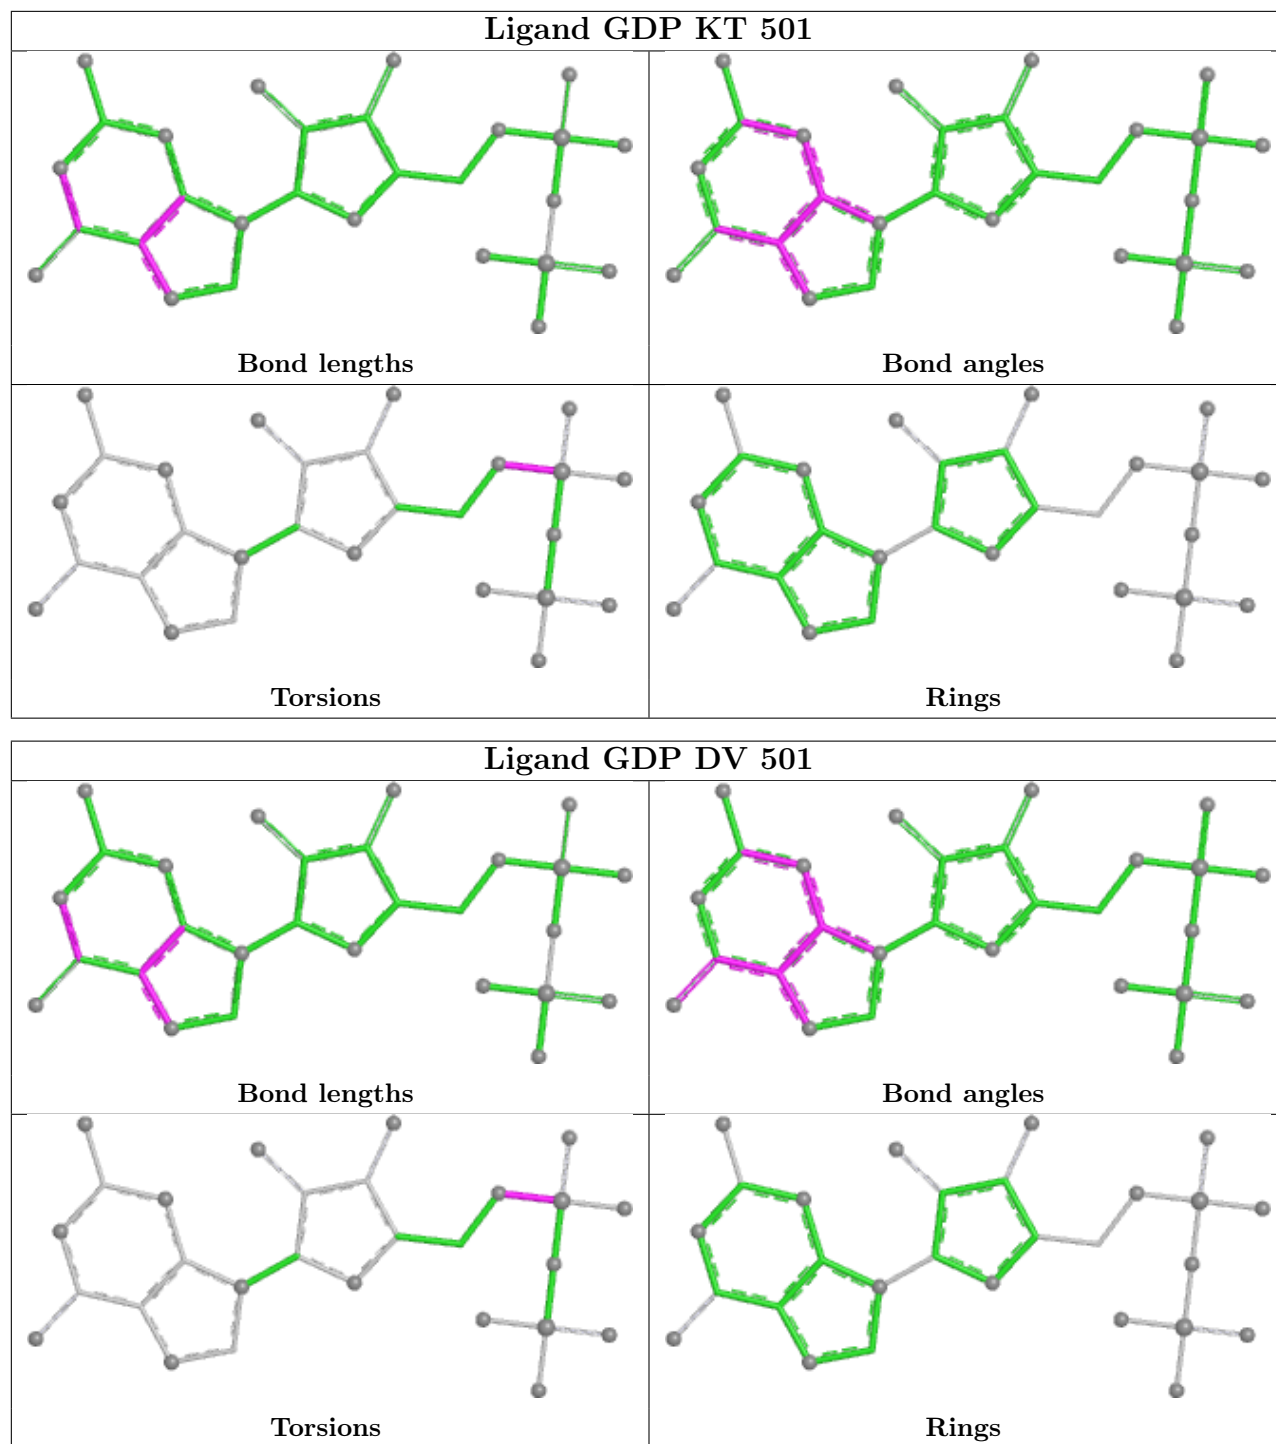 Ligand GDP KT 501
Bond lengths
Bond angles
Torsions
Rings
Ligand GDP DV 501
Bond lengths
Bond angles
Torsions
Rings